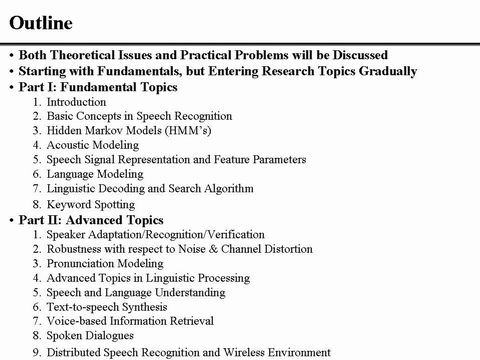 Outline
• Both Theoretical Issues and Practical Problems will be Discussed
• Starting with Fundamentals, but Entering Research Topics Gradually
• Part I: Fundamental Topics
1. Introduction
2. Basic Concepts in Speech Recognition
3. Hidden Markov Models (HMM's)
4. Acoustic Modeling
5. Speech Signal Representation and Feature Parameters
6. Language Modeling
7. Linguistic Decoding and Search Algorithm
8. Keyword Spotting
• Part II: Advanced Topics
1. Speaker Adaptation/Recognition/Verification
2. Robustness with respect to Noise & Channel Distortion
3. Pronunciation Modeling
4. Advanced Topics in Linguistic Processing
5. Speech and Language Understanding
6. Text-to-speech Synthesis
7. Voice-based Information Retrieval
8. Spoken Dialogues
9. Distributed Speech Recognition and Wireless Environment